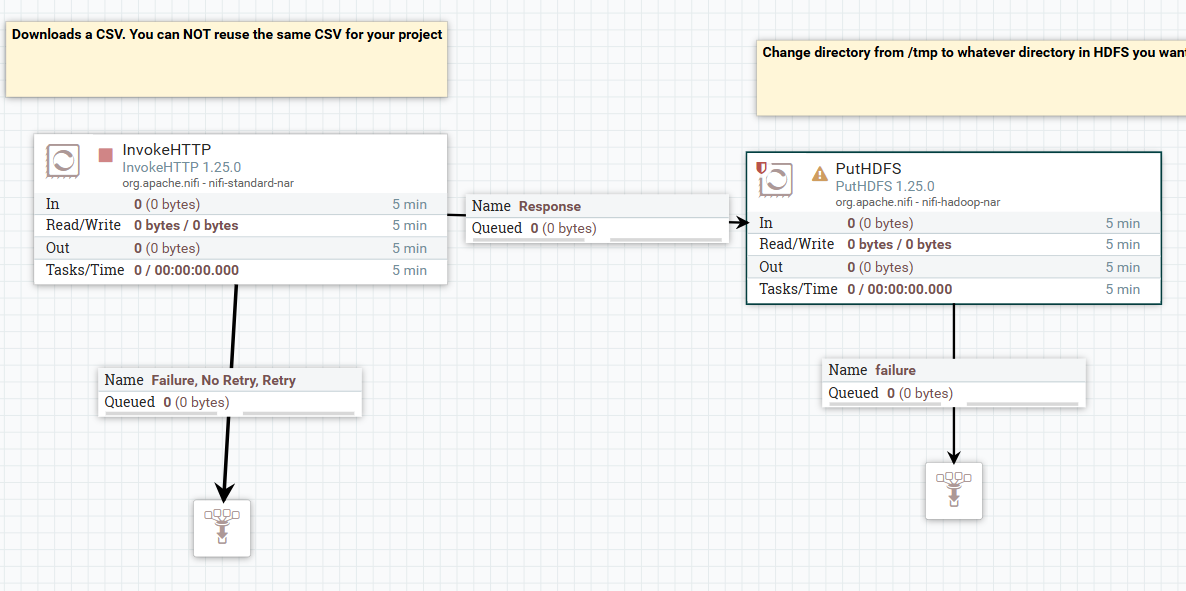 Downloads a CSV. You can NOT reuse the same CSV for your project
Change directory from /tmp to whatever directory in HDFS you want
InvokeHTTP
InvokeHTTP 1.25.0
org.apache.nifi - nifi-standard-nar
In 0 (0 bytes) 5 min
Read/Write 0 bytes / 0 bytes 5 min
Out 0 (0 bytes) 5 min
Tasks/Time 0 / 00:00:00.000 5 min
Name Response
Queued 0 (0 bytes)
PutHDFS
PutHDFS 1.25.0
org.apache.nifi - nifi-hadoop-nar
In 0 (0 bytes) 5 min
Read/Write 0 bytes / 0 bytes 5 min
Out 0 (0 bytes) 5 min
Tasks/Time 0 / 00:00:00.000 5 min
Name Failure, No Retry, Retry
Queued 0 (0 bytes)
Name failure
Queued 0 (0 bytes)